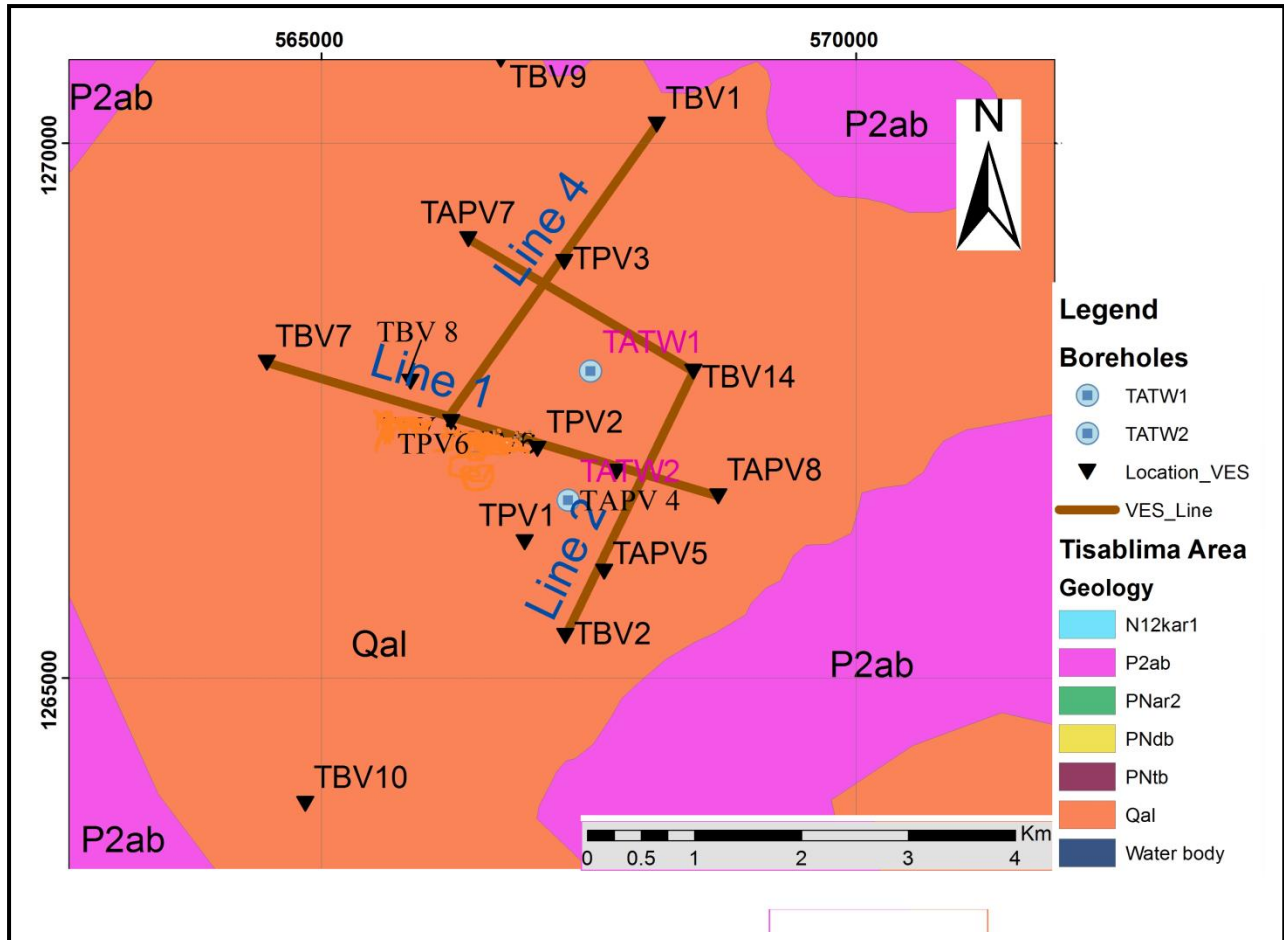 565000
570000
P2ab
TBV9
TBV1
P2ab
N
1270000
TAPV7
Line 4
TPV3
Legend
Boreholes
TBV7
TBV 8
TATW1
TBV14
TATW1
Line 1
TATW2
TPV6
TPV2
Location_VES
TATW2
TAPV8
TAPV 4
VES_Line
TPV1
Line 2
TAPV5
Tisablima Area
Geology
TBV2
N12kar1
Qal
P2ab
P2ab
1265000
PNar2
PNdb
TBV10
PNtb
P2ab
Qal
Km
0 0.5 1 2 3 4
Water body